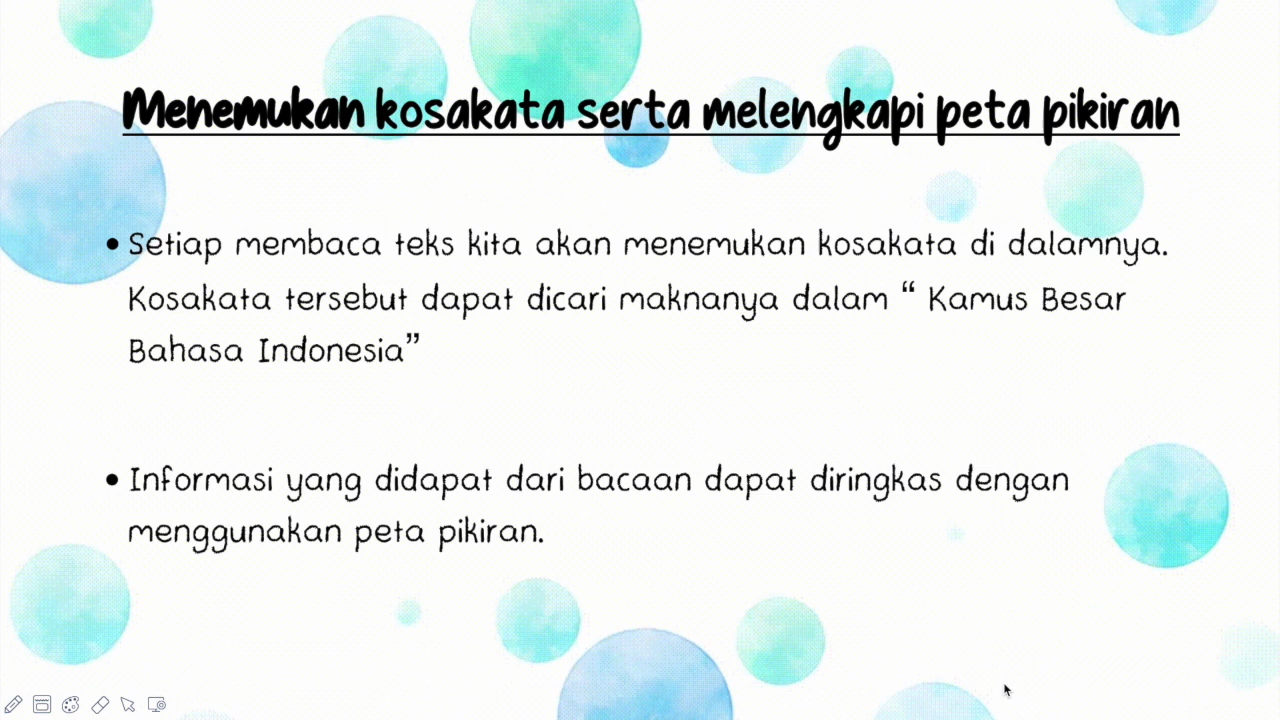 Menemukan kosakata serta melengkapi peta pikiran
• Setiap membaca teks kita akan menemukan kosakata di dalamnya.
Kosakata tersebut dapat dicari maknanya dalam “ Kamus Besar
Bahasa Indonesia”
• Informasi yang didapat dari bacaan dapat diringkas dengan
menggunakan peta pikiran.